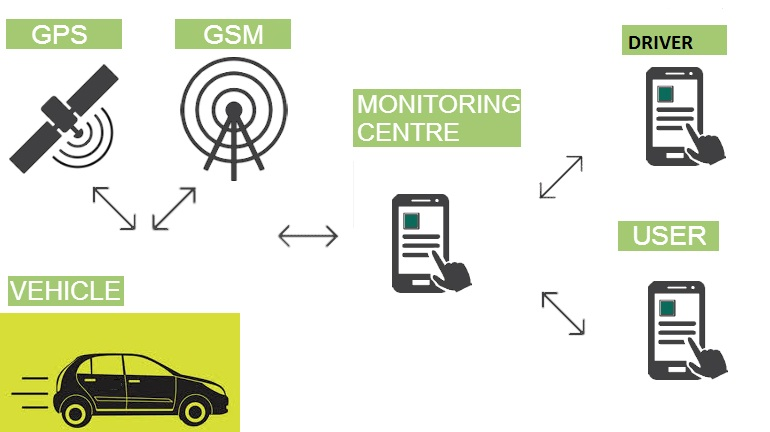 GPS
GSM
DRIVER
MONITORING
CENTRE
USER
VEHICLE